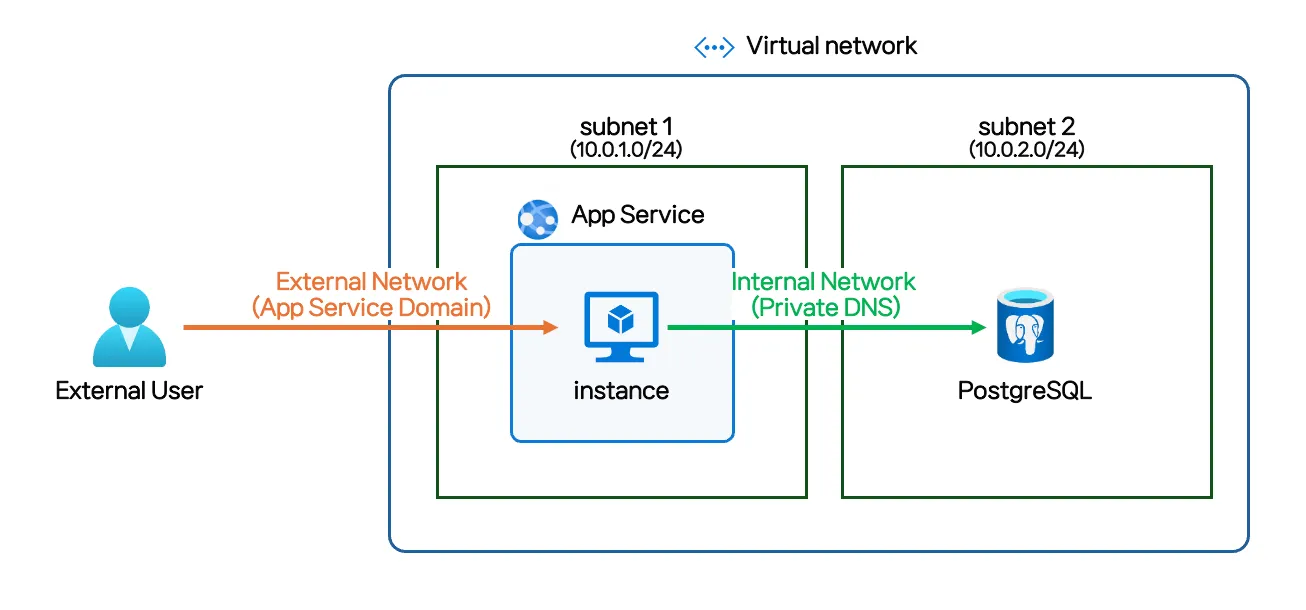 Virtual network
subnet 1
(10.0.1.0/24)
subnet 2
(10.0.2.0/24)
App Service
External Network
(App Service Domain)
Internal Network
(Private DNS)
External User
instance
PostgreSQL